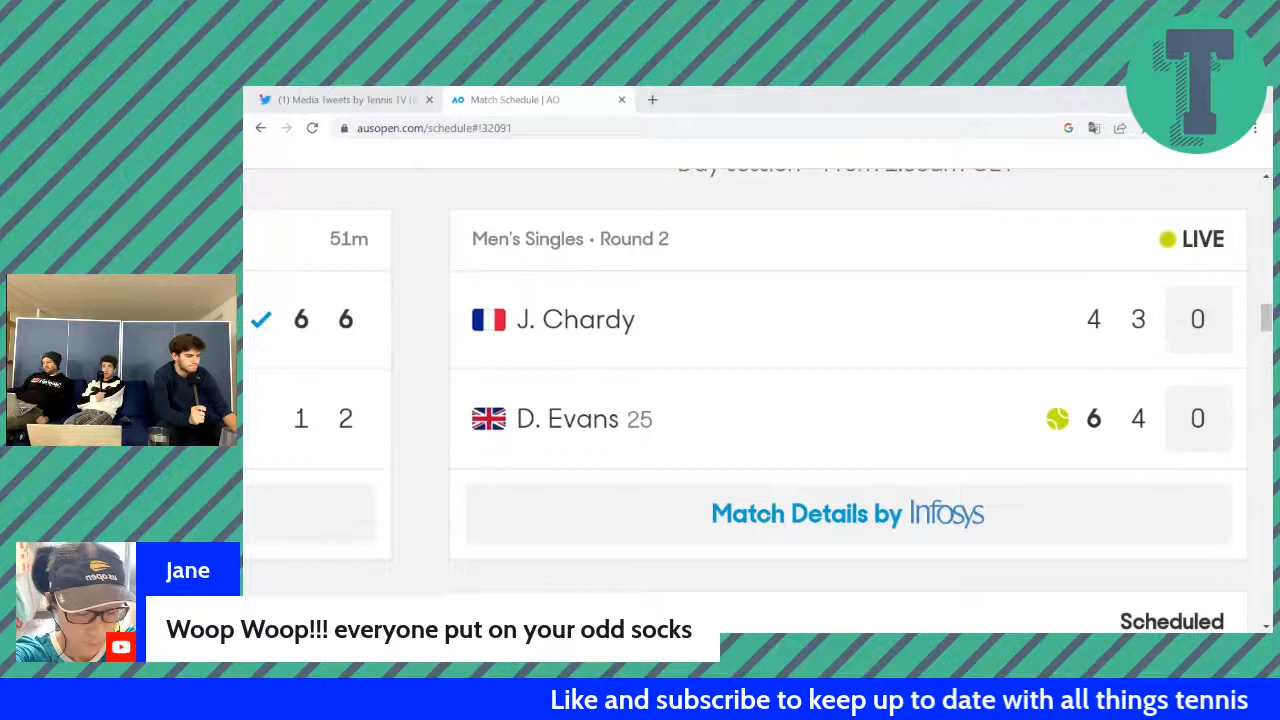 T
(1) Media Tweets by Tennis TV (
AO Match Schedule | AO
ausopen.com/schedule#!32091
51m
Men's Singles • Round 2
LIVE
6 6
J. Chardy
4 3 0
1 2
D. Evans 25
6 4 0
Match Details by Infosys
Scheduled
Jane
Woop Woop!!! everyone put on your odd socks
Like and subscribe to keep up to date with all things tennis